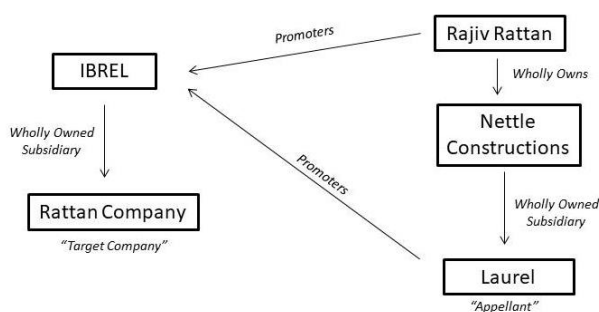 Promoters
Rajiv Rattan
IBREL
Wholly Owns
Wholly Owned
Subsidiary
Nettle
Constructions
Promoters
Rattan Company
"Target Company"
Wholly Owned
Subsidiary
Laurel
"Appellant"